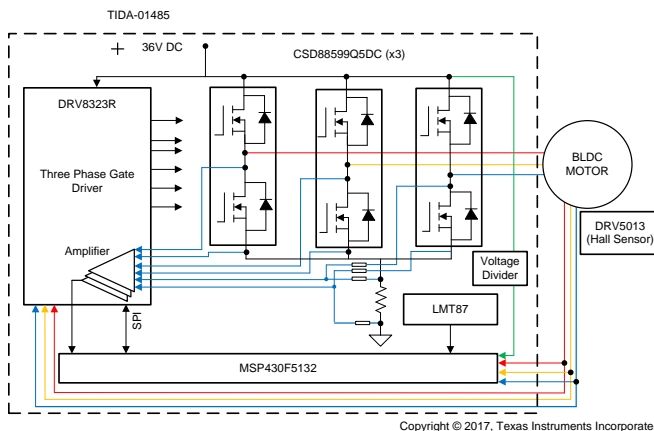 TIDA-01485
+ 36V DC
CSD88599Q5DC (x3)
DRV8323R
Three Phase Gate
Driver
Amplifier
SPI
BLDC
MOTOR
DRV5013
(Hall Sensor)
Voltage
Divider
LMT87
MSP430F5132
Copyright © 2017, Texas Instruments Incorporate